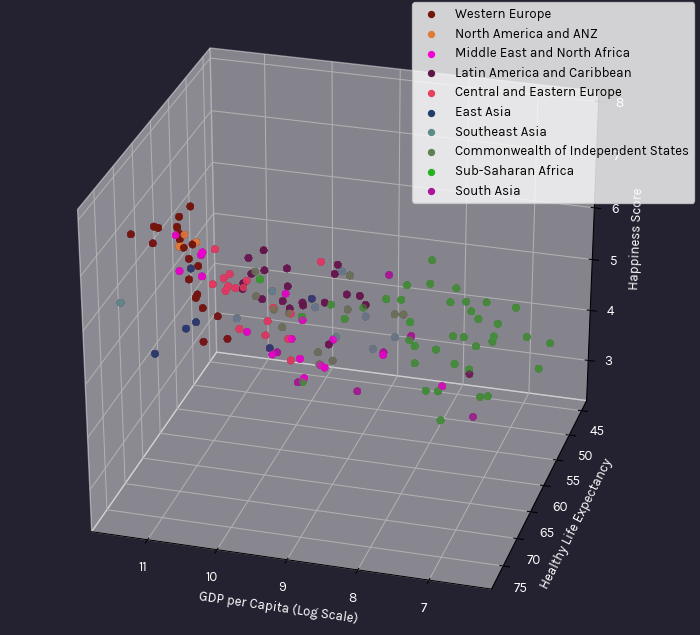 Western Europe
North America and ANZ
Middle East and North Africa
Latin America and Caribbean
Central and Eastern Europe
East Asia
Southeast Asia
Commonwealth of Independent States
Sub-Saharan Africa
South Asia
8
6
5
4
3
Happiness Score
45
50
55
60
65
70
75
Healthy Life Expectancy
11
10
9
8
7
GDP per Capita (Log Scale)